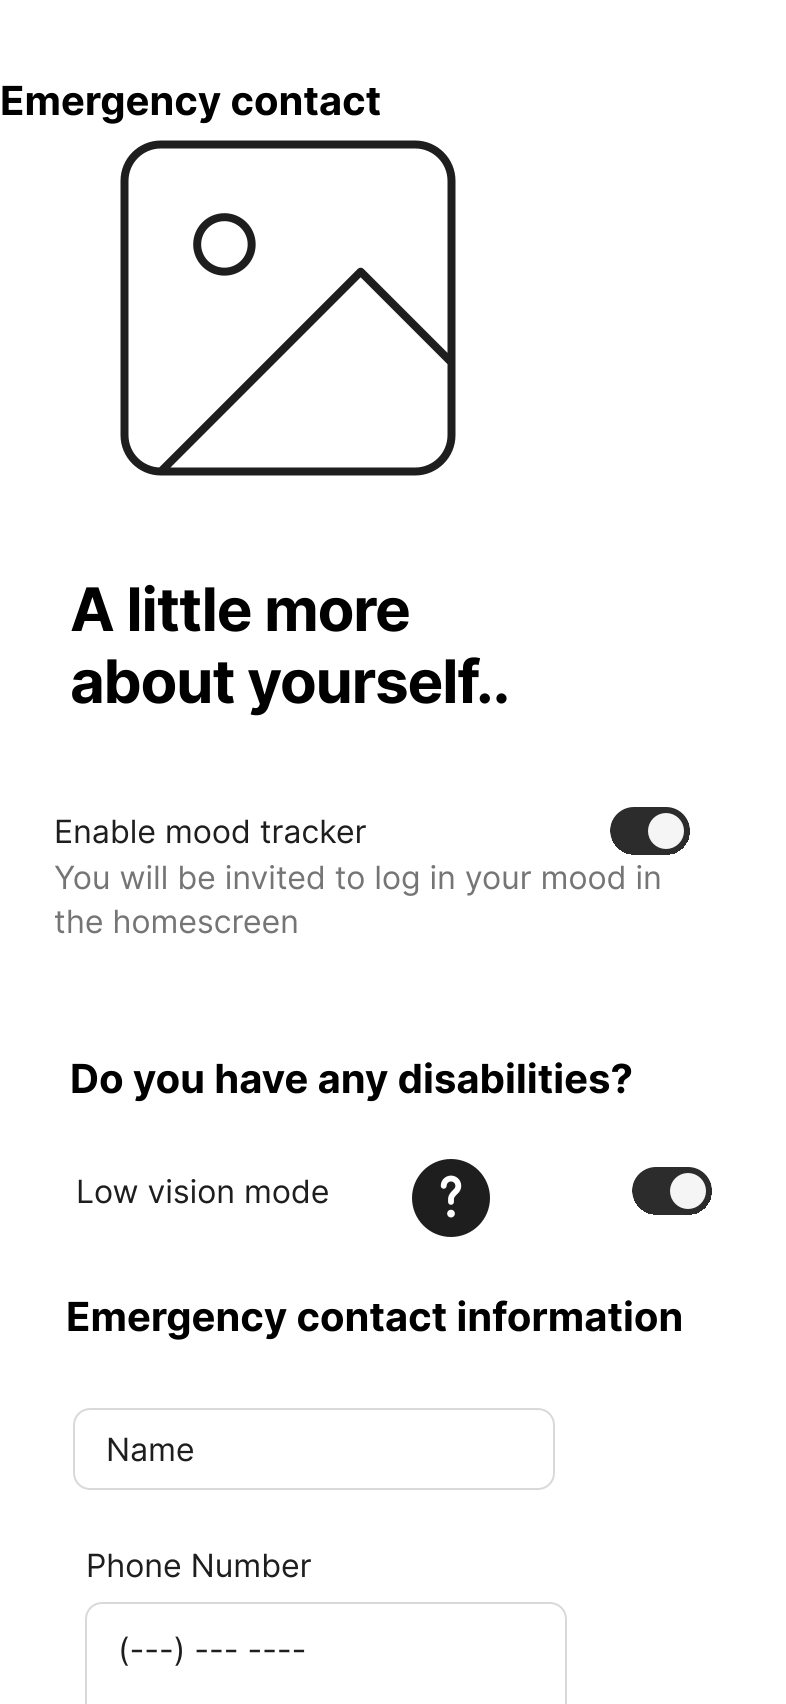 Emergency contact
A little more
about yourself..
Enable mood tracker
You will be invited to log in your mood in
the homescreen
Do you have any disabilities?
Low vision mode ?
Emergency contact information
Name
Phone Number
(---) --- ----